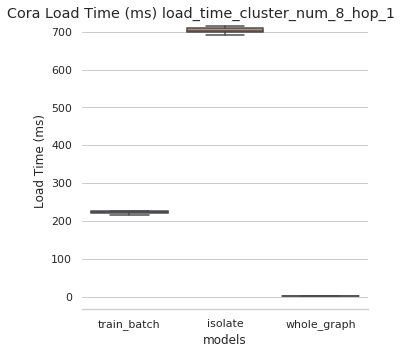 Cora Load Time (ms) load_time_cluster_num_8_hop_1
700
600
500
400
300
200
100
0
Load Time (ms)
train_batch isolate whole_graph
models